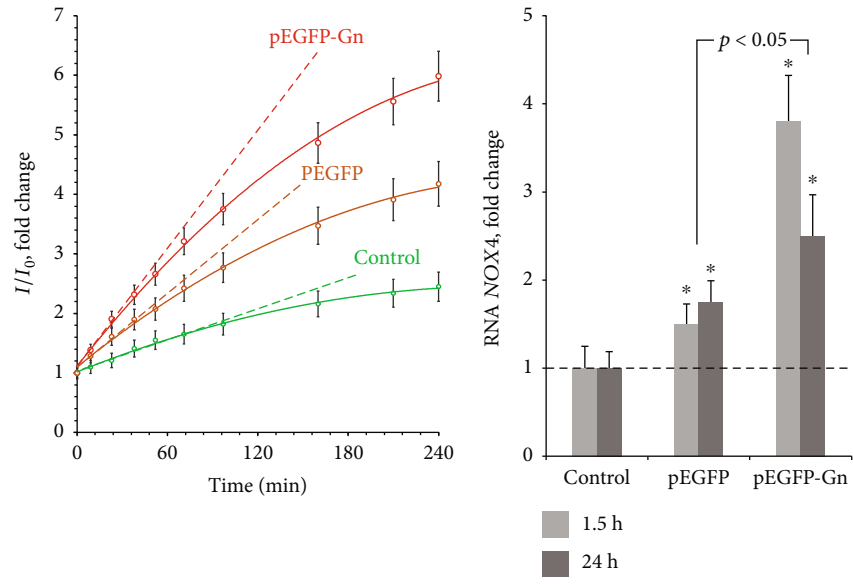 7
6
5
4
3
2
1
0
I/I0, fold change
pEGFP-Gn
PEGFP
Control
0
60
120
180
240
Time (min)
5
4
3
2
1
0
RNA NOX4, fold change
p < 0.05
*
*
*
*
Control
pEGFP
pEGFP-Gn
1.5 h
24 h